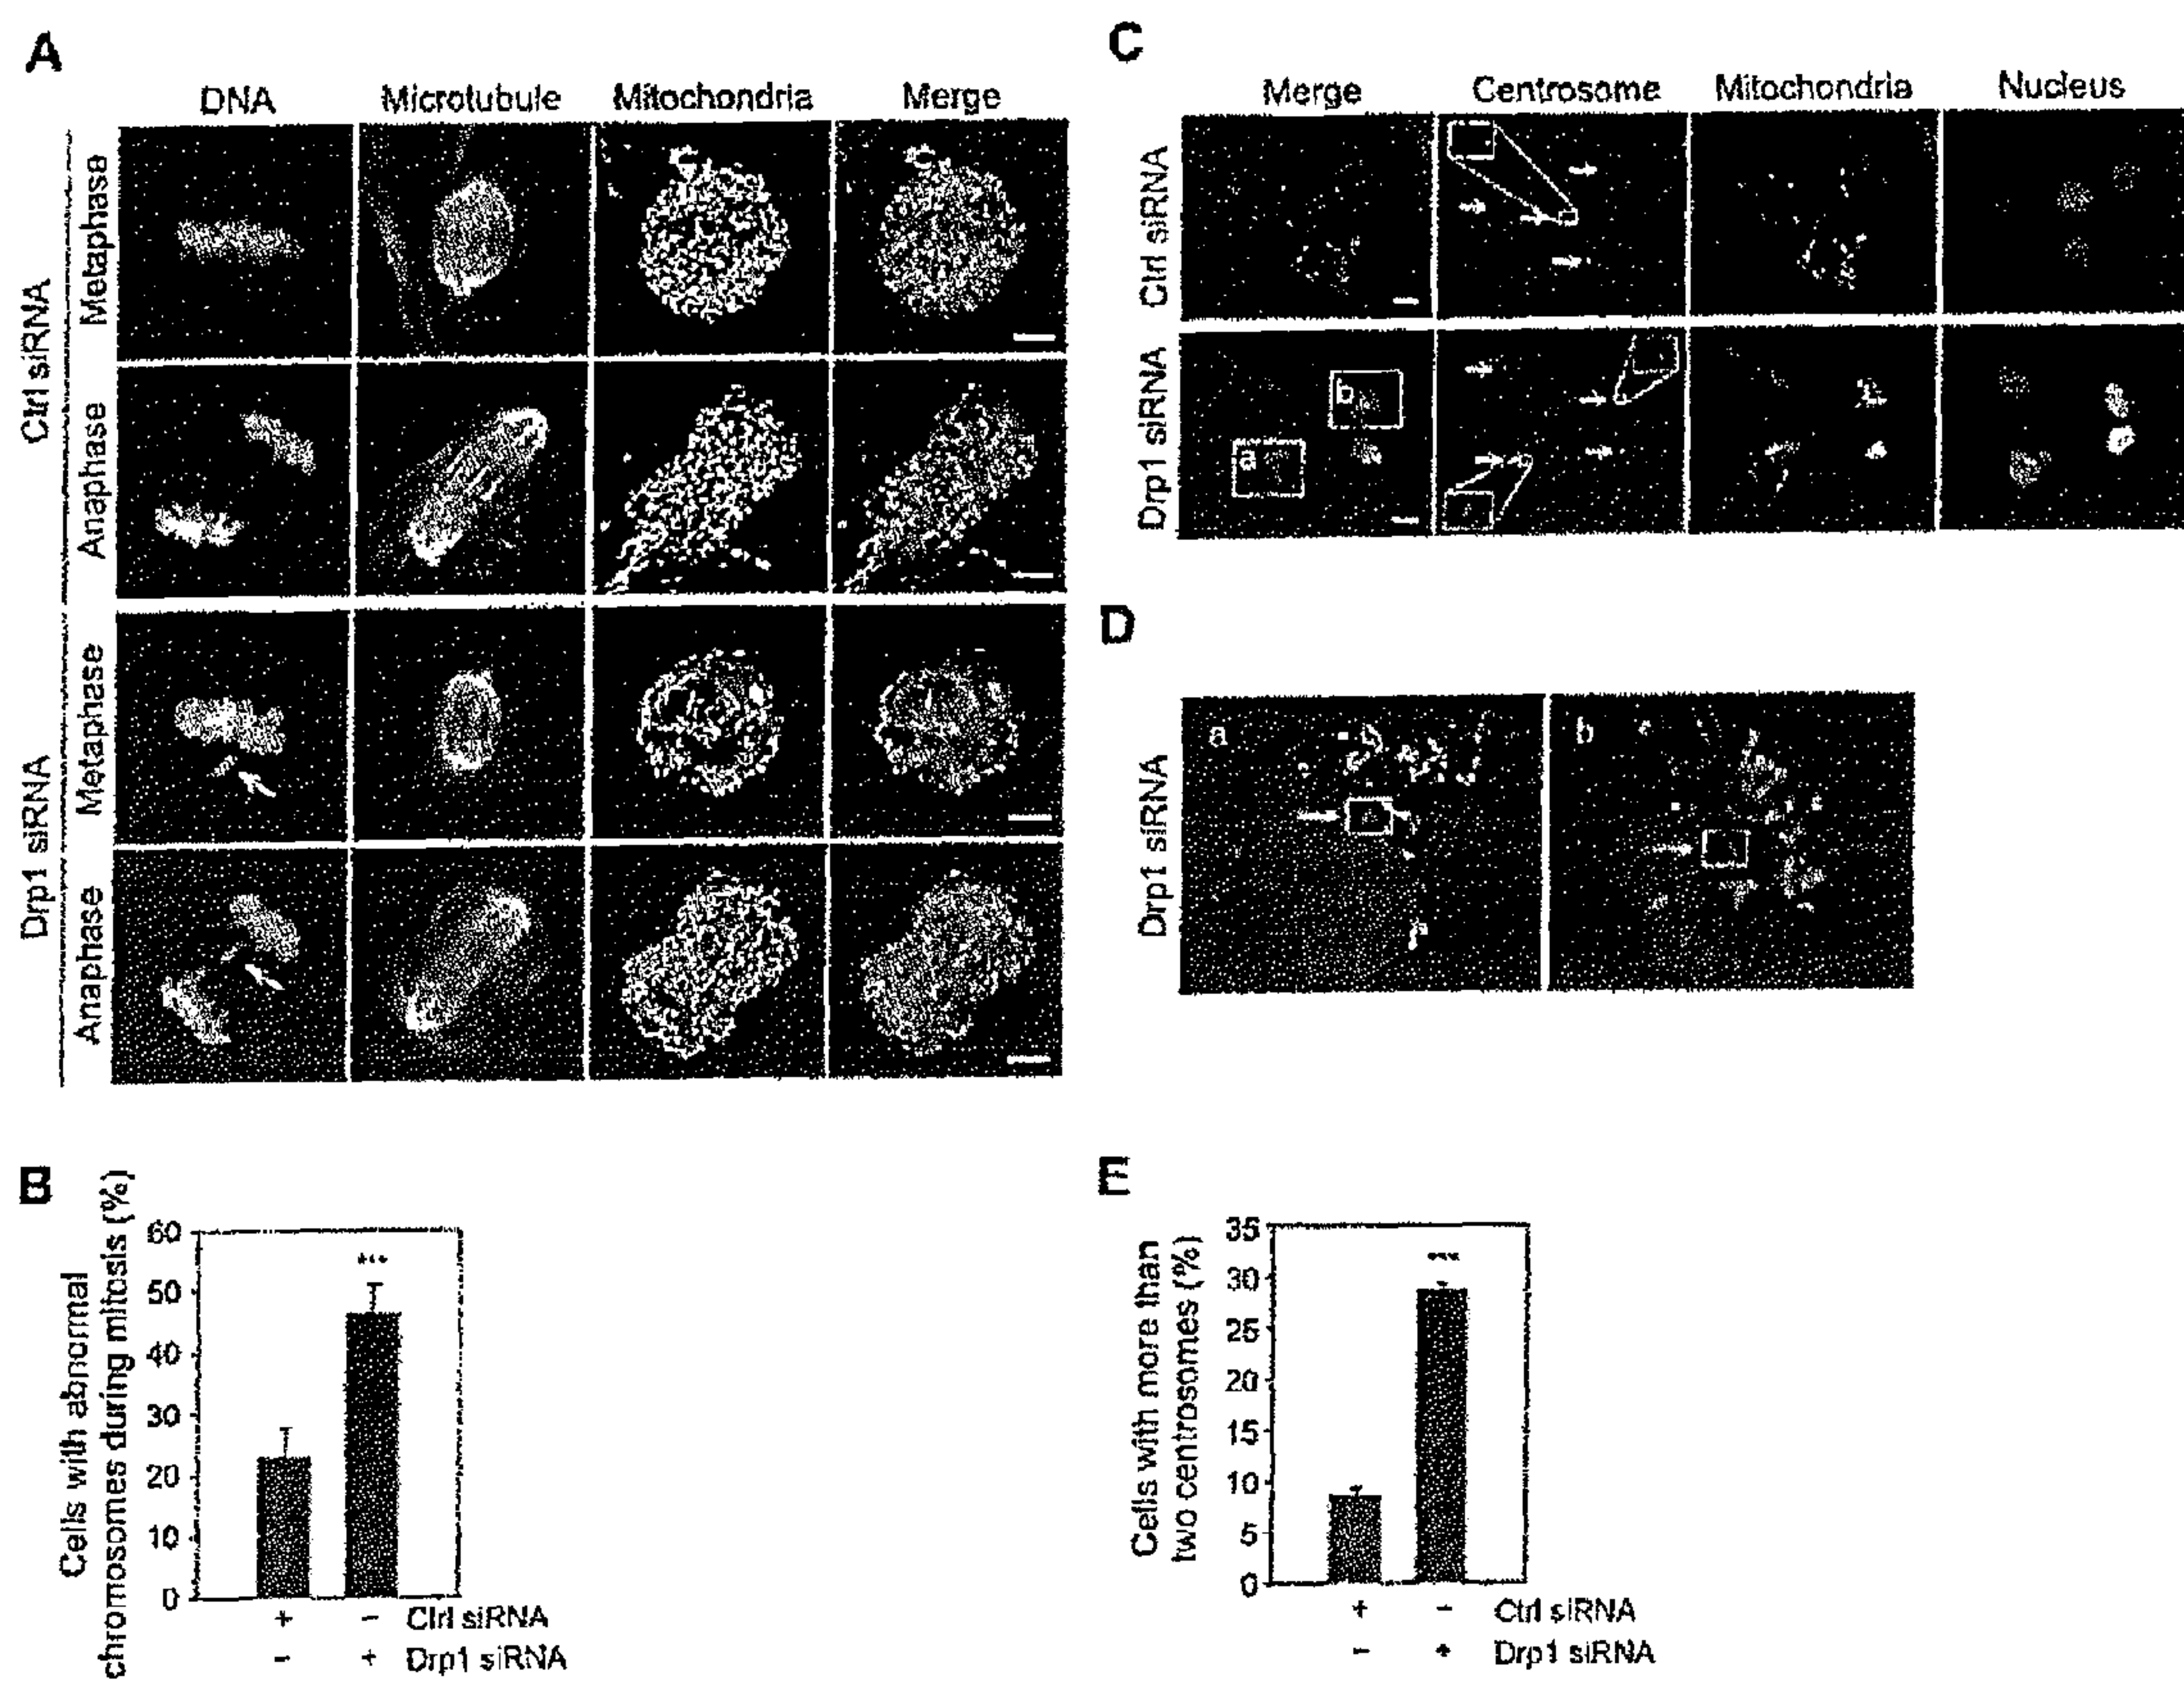 A
DNA Microtubule Mitochondria Merge
Ctrl siRNA
Metaphase
Anaphase
Drp1 siRNA
Metaphase
Anaphase
B
Cells with abnormal
chromosomes during mitosis (%)
60
50
40
30
20
10
0
***
+ - Ctrl siRNA
- + Drp1 siRNA
C
Merge Centrosome Mitochondria Nucleus
Ctrl siRNA
Drp1 siRNA
b
a
D
Drp1 siRNA
a
b
E
Cells with more than
two centrosomes (%)
35
30
25
20
15
10
5
0
***
+ - Ctrl siRNA
- + Drp1 siRNA